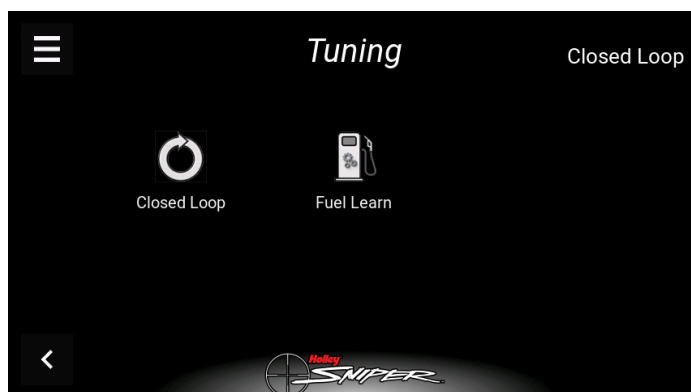 Tuning
Closed Loop
Closed Loop
Fuel Learn
Holley
SNIPER